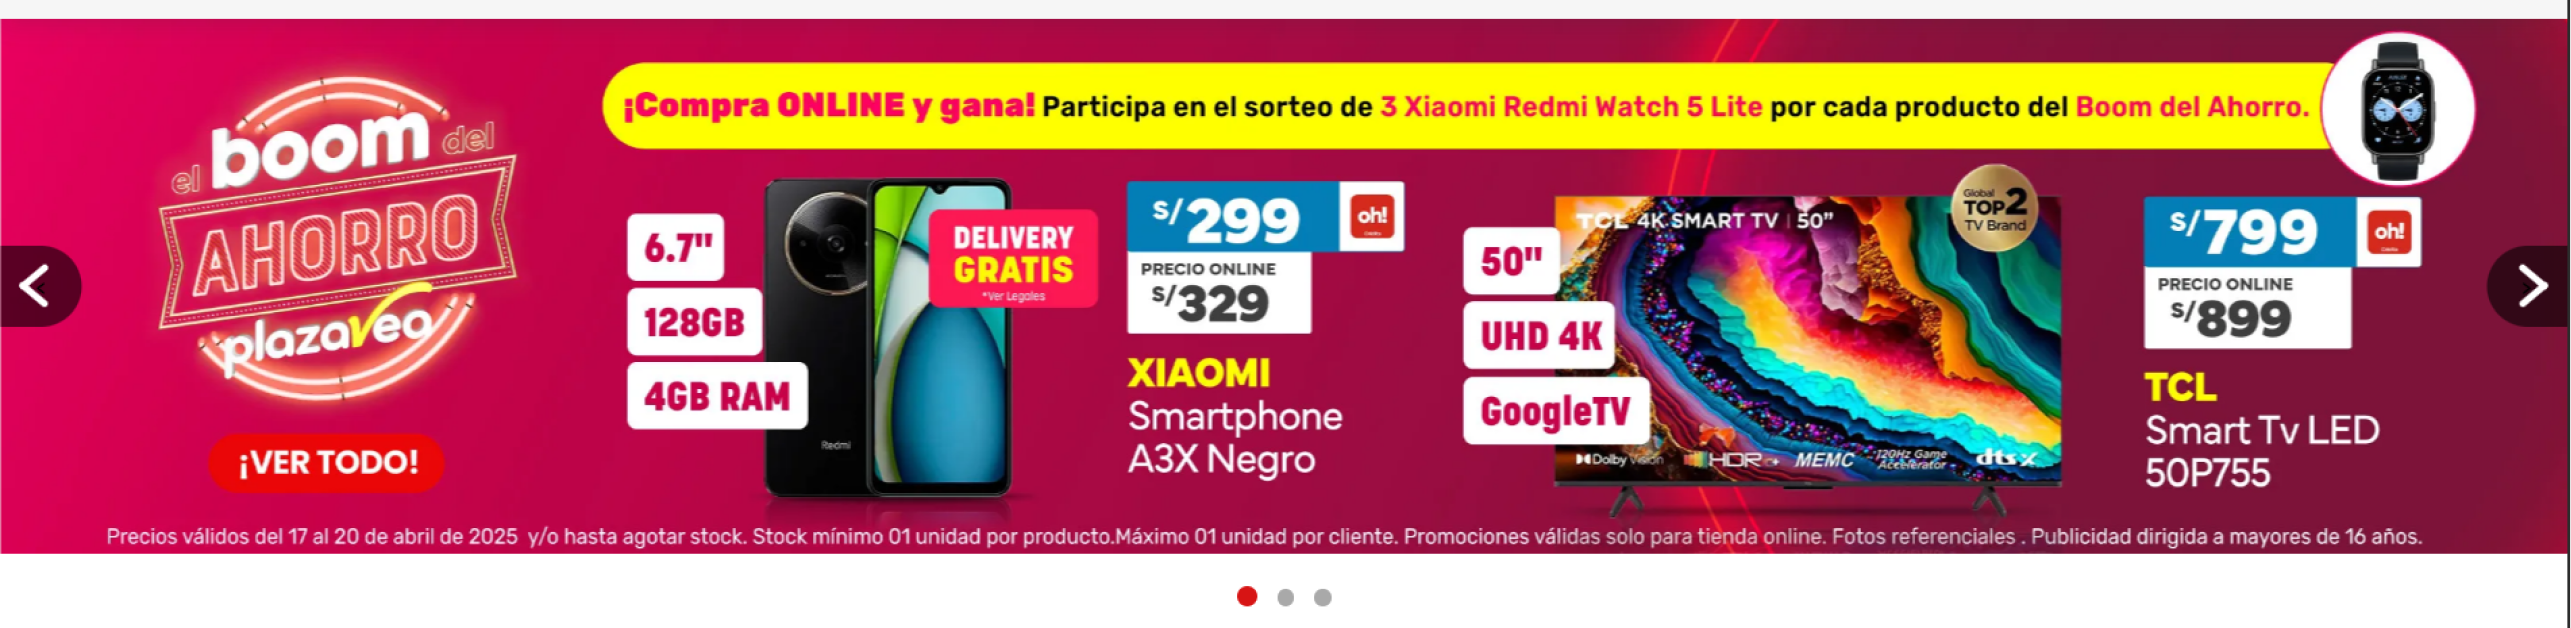 ¡Compra ONLINE y gana! Participa en el sorteo de 3 Xiaomi Redmi Watch 5 Lite por cada producto del Boom del Ahorro.
el boom del
AHORRO
plazavea
¡VER TODO!
6.7"
128GB
4GB RAM
Redmi
DELIVERY
GRATIS
*Ver Legales
S/299
oh!
PRECIO ONLINE
S/329
XIAOMI
Smartphone
A3X Negro
50"
UHD 4K
GoogleTV
TCL 4K SMART TV | 50”
Global
TOP2
TV Brand
Dolby Vision
HDR
MEMC
120Hz Game
Accelerator
dts X
S/799
oh!
PRECIO ONLINE
S/899
TCL
Smart Tv LED
50P755
Precios válidos del 17 al 20 de abril de 2025 y/o hasta agotar stock. Stock mínimo 01 unidad por producto.Máximo 01 unidad por cliente. Promociones válidas solo para tienda online. Fotos referenciales . Publicidad dirigida a mayores de 16 años.